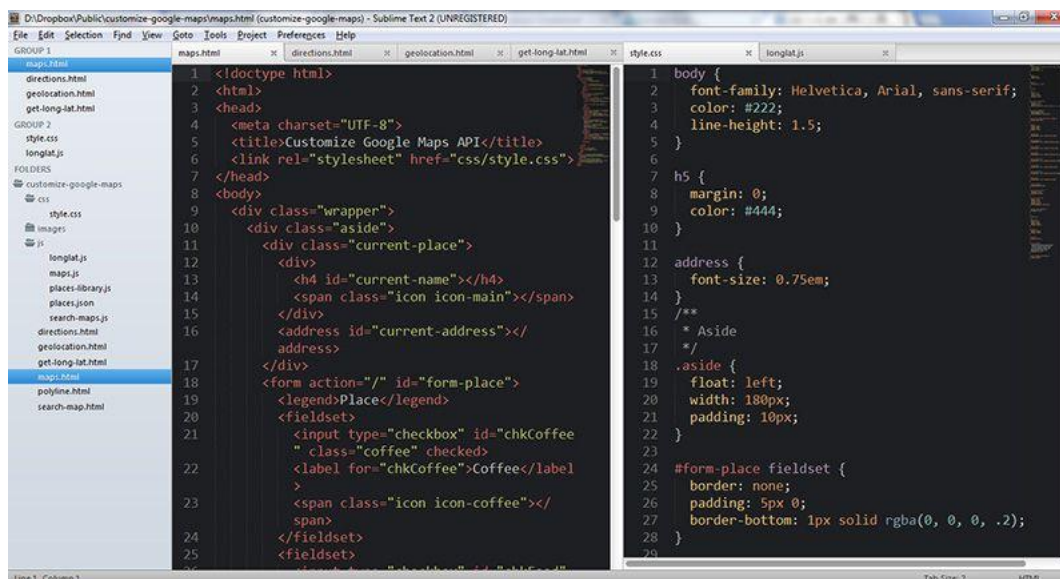 D:\Dropbox\Public\customize-google-maps\maps.html (customize-google-maps) - Sublime Text 2 (UNREGISTERED)
File Edit Selection Find View Goto Tools Project Preferences Help
GROUP 1
maps.html
directions.html
geolocation.html
get-long-lat.html
GROUP 2
style.css
longlat.js
FOLDERS
customize-google-maps
css
style.css
images
js
longlat.js
maps.js
places-library.js
places.json
search-maps.js
directions.html
geolocation.html
get-long-lat.html
maps.html
polyline.html
search-map.html
maps.html directions.html geolocation.html get-long-lat.html
1 <!doctype html>
2 <html>
3 <head>
4 <meta charset="UTF-8">
5 <title>Customize Google Maps API</title>
6 <link rel="stylesheet" href="css/style.css">
7 </head>
8 <body>
9 <div class="wrapper">
10 <div class="aside">
11 <div class="current-place">
12 <div>
13 <h4 id="current-name"></h4>
14 <span class="icon icon-main"></span>
15 </div>
16 <address id="current-address"></
address>
17 </div>
18 <form action="/" id="form-place">
19 <legend>Place</legend>
20 <fieldset>
21 <input type="checkbox" id="chkCoffee
" class="coffee" checked>
22 <label for="chkCoffee">Coffee</label
>
23 <span class="icon icon-coffee"></
span>
24 </fieldset>
25 <fieldset>
style.css longlat.js
1 body {
2 font-family: Helvetica, Arial, sans-serif;
3 color: #222;
4 line-height: 1.5;
5 }
6
7 h5 {
8 margin: 0;
9 color: #444;
10 }
11
12 address {
13 font-size: 0.75em;
14 }
15 /**
16 * Aside
17 */
18 .aside {
19 float: left;
20 width: 180px;
21 padding: 10px;
22 }
23
24 #form-place fieldset {
25 border: none;
26 padding: 5px 0;
27 border-bottom: 1px solid rgba(0, 0, 0, .2);
28 }
29
Line 1, Column 1 Tab Size: 2 HTML